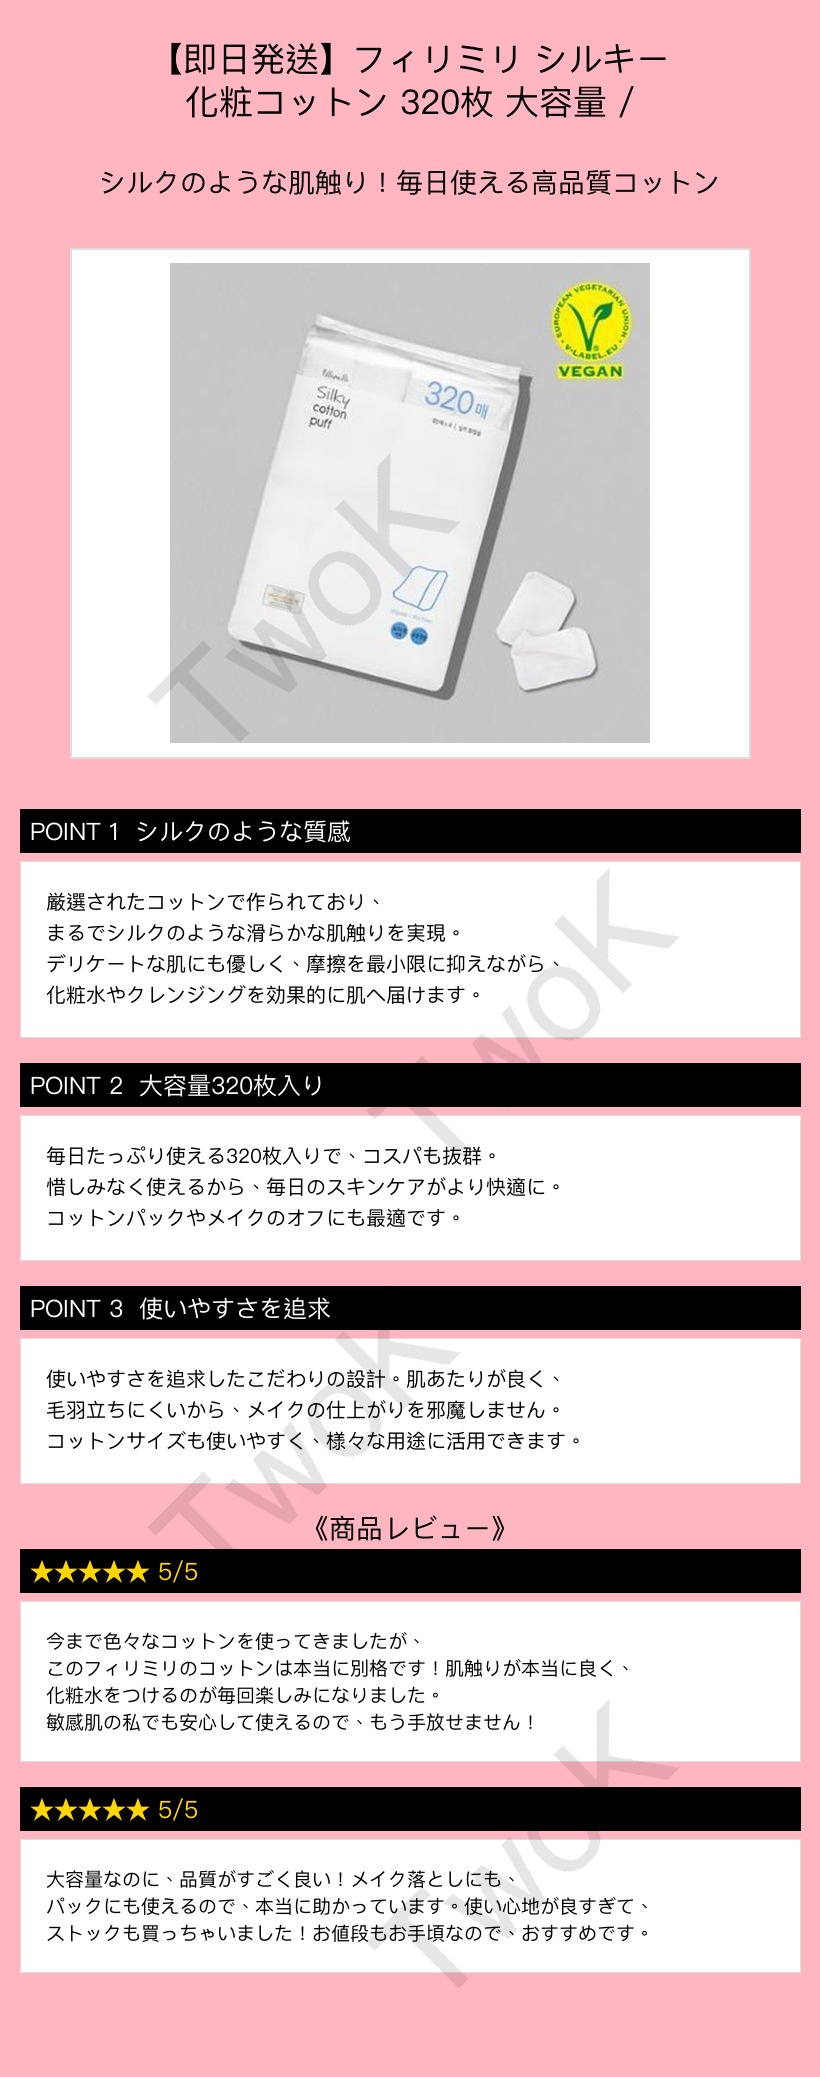 【即日発送】フィリミリ シルキー
化粧コットン 320枚 大容量 /
シルクのような肌触り！毎日使える高品質コットン
EUROPEAN VEGETARIAN UNION
V-LABEL.EU
VEGAN
fillimilli
Silky
cotton
puff
320매
TwoK
POINT 1 シルクのような質感
厳選されたコットンで作られており、
まるでシルクのような滑らかな肌触りを実現。
デリケートな肌にも優しく、摩擦を最小限に抑えながら、
化粧水やクレンジングを効果的に肌へ届けます。
TwoK
POINT 2 大容量320枚入り
毎日たっぷり使える320枚入りで、コスパも抜群。
惜しみなく使えるから、毎日のスキンケアがより快適に。
コットンパックやメイクのオフにも最適です。
POINT 3 使いやすさを追求
使いやすさを追求したこだわりの設計。肌あたりが良く、
毛羽立ちにくいから、メイクの仕上がりを邪魔しません。
コットンサイズも使いやすく、様々な用途に活用できます。
TwoK
《商品レビュー》
★★★★★ 5/5
今まで色々なコットンを使ってきましたが、
このフィリミリのコットンは本当に別格です！肌触りが本当に良く、
化粧水をつけるのが毎回楽しみになりました。
敏感肌の私でも安心して使えるので、もう手放せません！
★★★★★ 5/5
大容量なのに、品質がすごく良い！メイク落としにも、
パックにも使えるので、本当に助かっています。使い心地が良すぎて、
ストックも買っちゃいました！お値段もお手頃なので、おすすめです。
TwoK